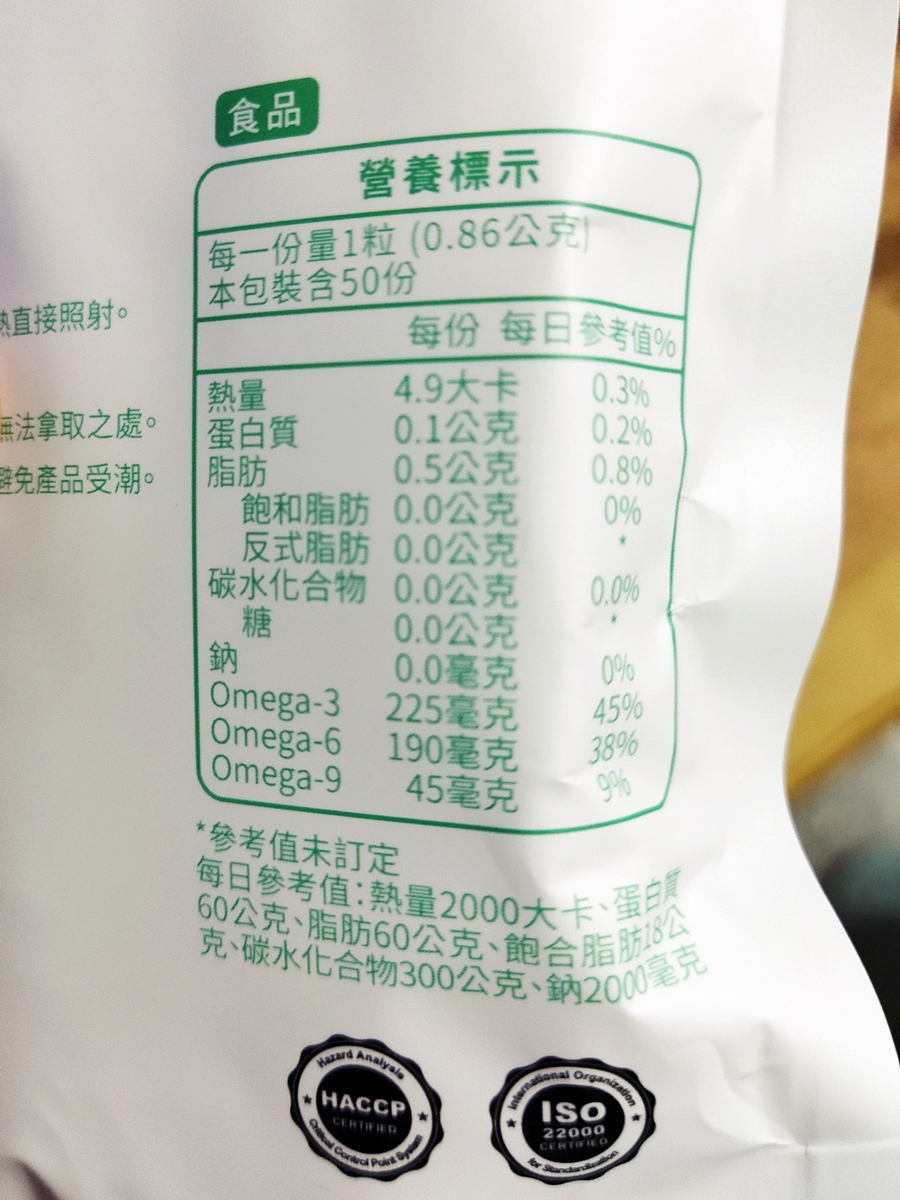 食品
營養標示
每一份量1粒 (0.86公克)
本包裝含50份
每份 每日參考值%
熱量 4.9大卡 0.3%
蛋白質 0.1公克 0.2%
脂肪 0.5公克 0.8%
飽和脂肪 0.0公克 0%
反式脂肪 0.0公克 *
碳水化合物 0.0公克 0.0%
糖 0.0公克 *
鈉 0.0毫克 0%
Omega-3 225毫克 45%
Omega-6 190毫克 38%
Omega-9 45毫克 9%
*參考值未訂定
每日參考值:熱量2000大卡、蛋白質
60公克、脂肪60公克、飽合脂肪18公
克、碳水化合物300公克、鈉2000毫克
熱直接照射。
無法拿取之處。
避免產品受潮。
Hazard Analysis
HACCP
CERTIFIED
Critical Control Point System
International Organization
ISO
22000
CERTIFIED
for Standardization